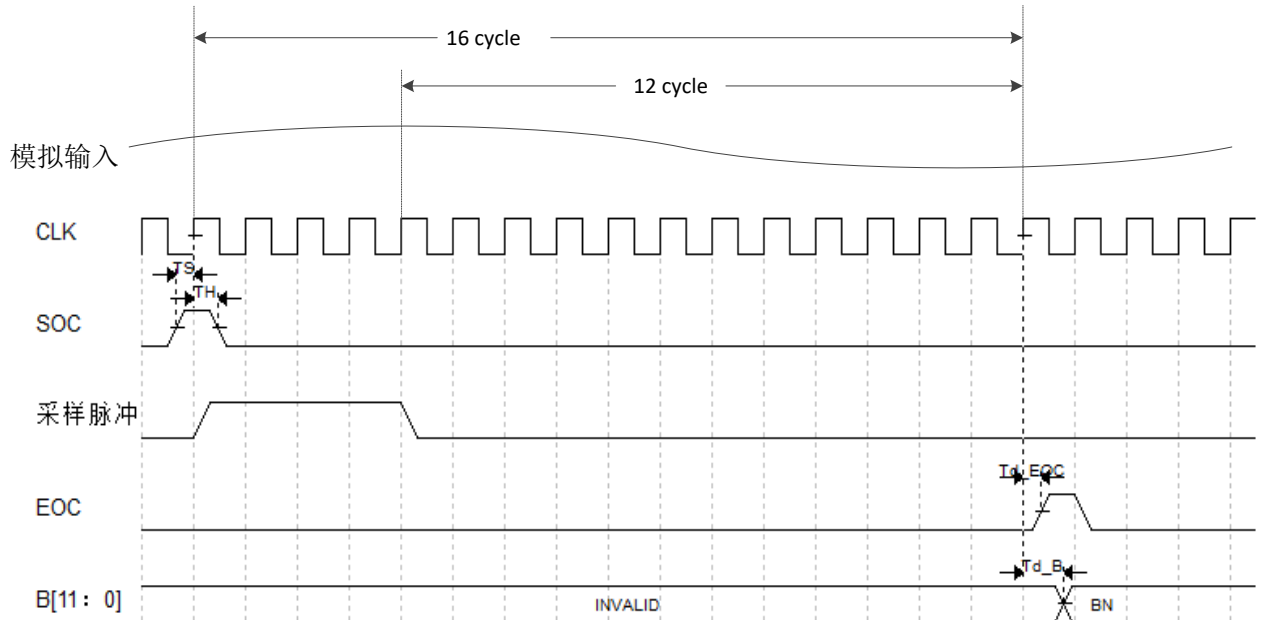 16 cycle
12 cycle
模拟输入
CLK
TS
TH
SOC
采样脉冲
Td_EOC
EOC
Td_B
B[11：0]
INVALID
BN